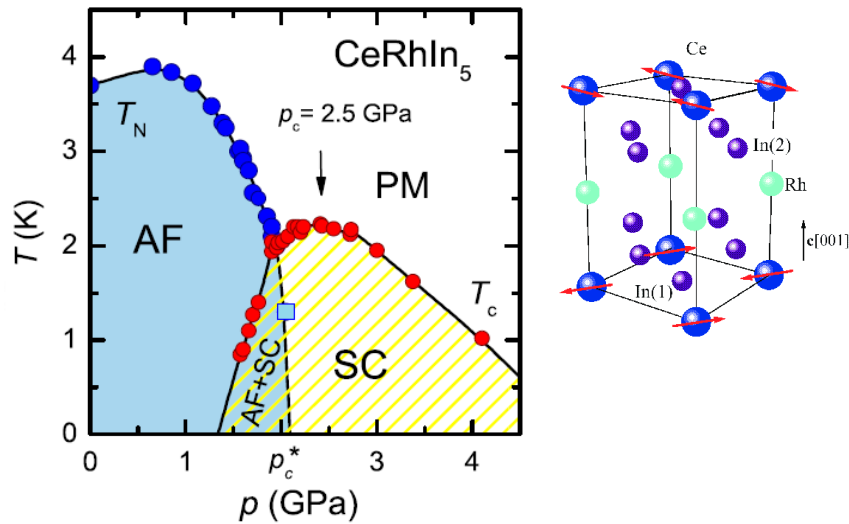 CeRhIn5
pc = 2.5 GPa
TN
PM
AF
Tc
SC
AF+SC
T (K)
4
3
2
1
0
0
1
pc*
3
4
p (GPa)
Ce
In(2)
Rh
c[001]
In(1)